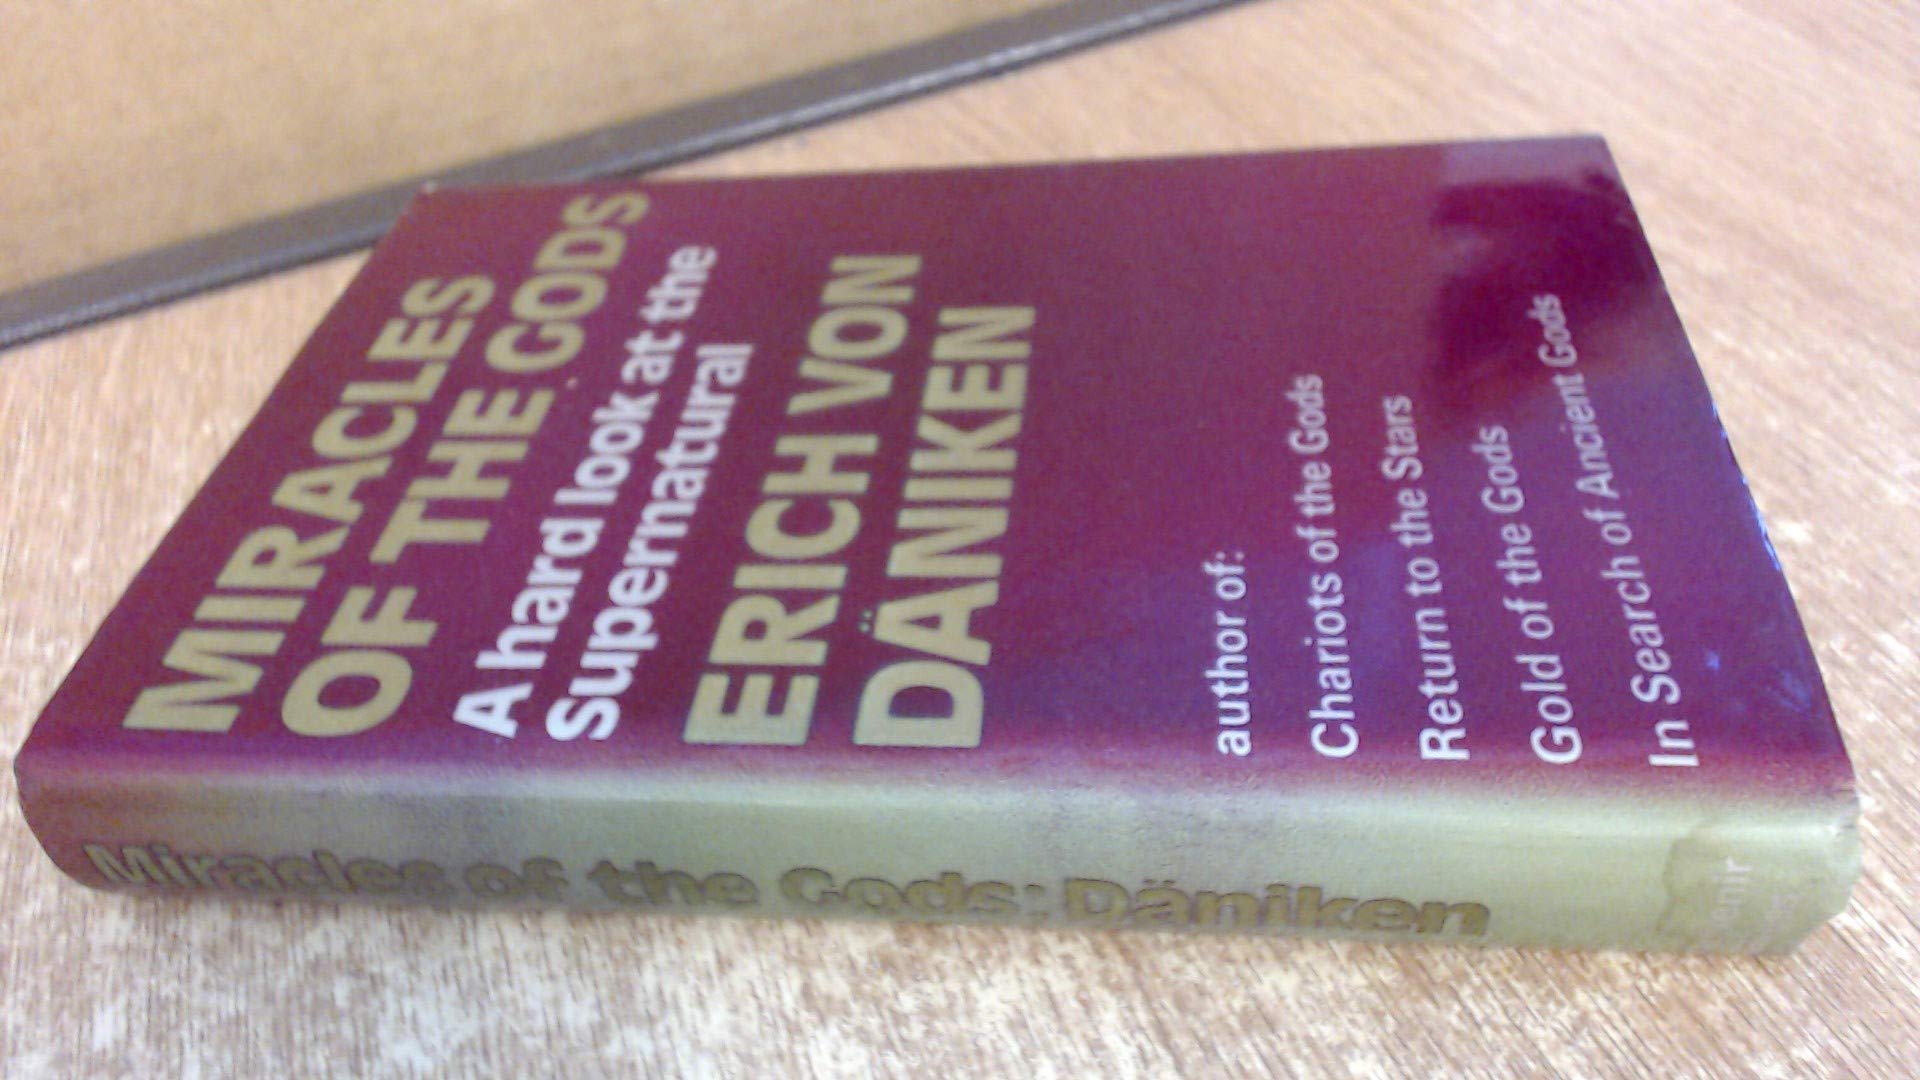 MIRACLES
OF THE GODS
A hard look at the
Supernatural
ERICH VON
DÄNIKEN
author of:
Chariots of the Gods
Return to the Stars
Gold of the Gods
In Search of Ancient Gods
Miracles of the Gods: Däniken